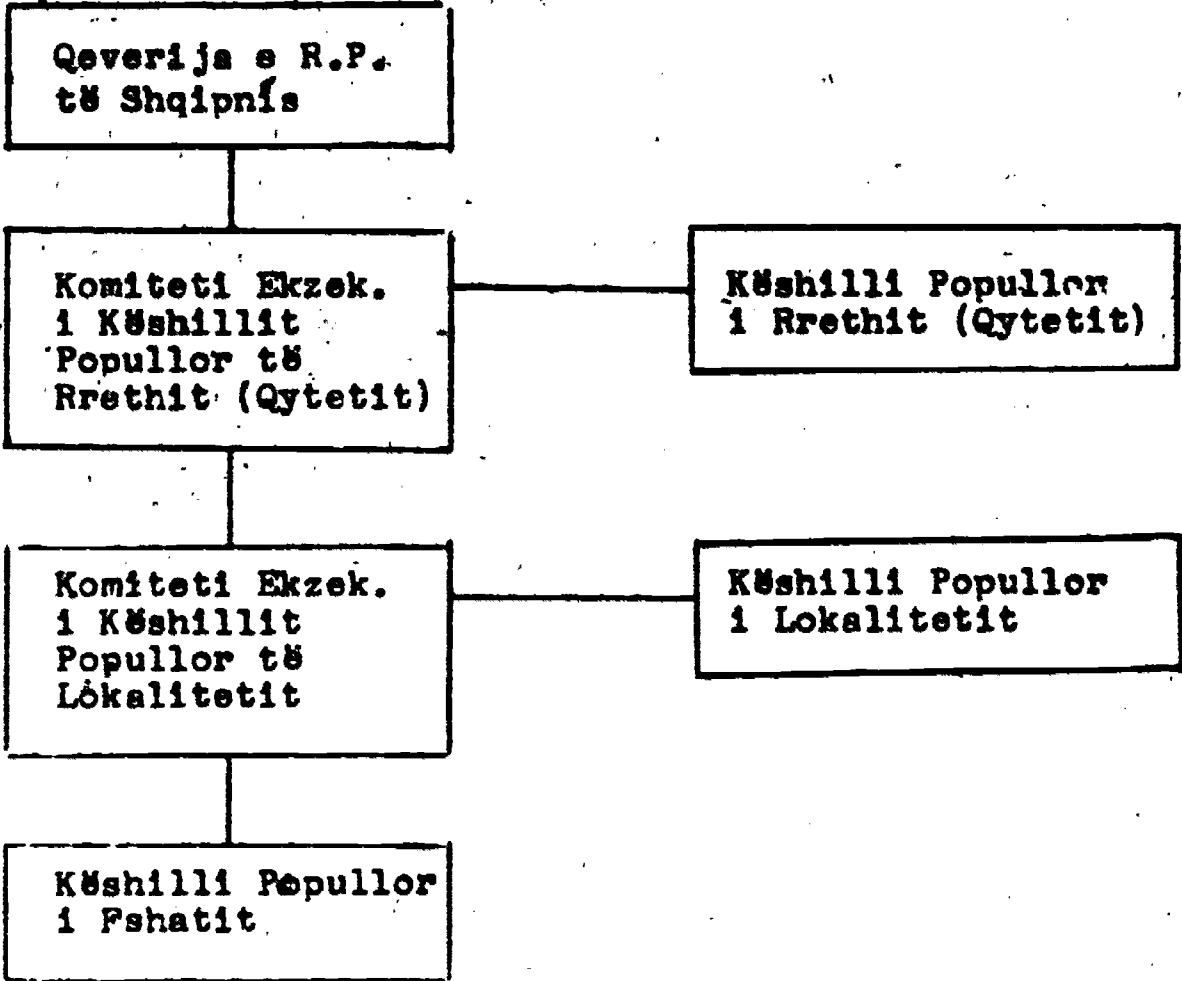 Qeverija e R.P.
të Shqipnís
Komiteti Ekzek.
i Këshillit
Popullor të
Rrethit (Qytetit)
Këshilli Popullor
i Rrethit (Qytetit)
Komiteti Ekzek.
i Këshillit
Popullor të
Lokalitetit
Këshilli Popullor
i Lokalitetit
Këshilli Popullor
i Fshatit